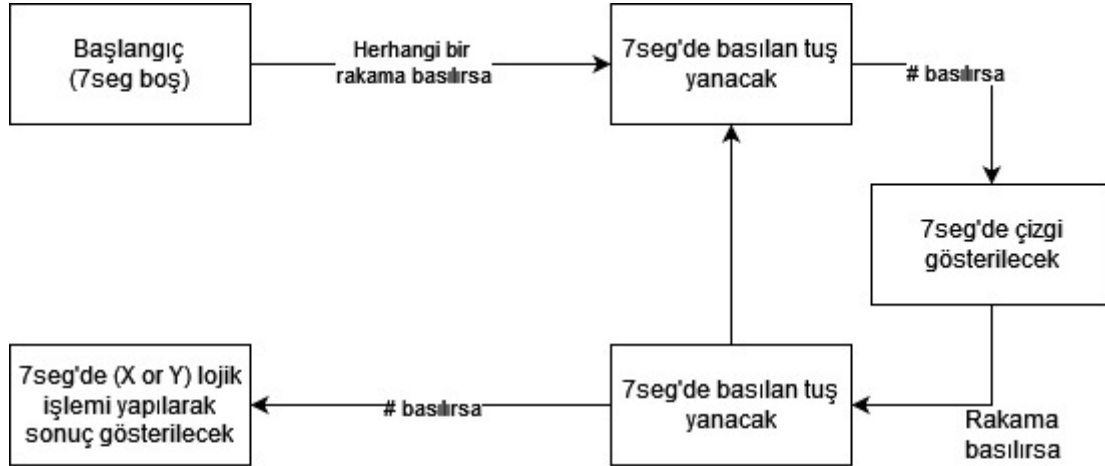 Başlangıç
(7seg boş)
Herhangi bir
rakama basılırsa
7seg'de basılan tuş
yanacak
# basılırsa
7seg'de çizgi
gösterilecek
Rakama
basılırsa
7seg'de basılan tuş
yanacak
# basılırsa
7seg'de (X or Y) lojik
işlemi yapılarak
sonuç gösterilecek